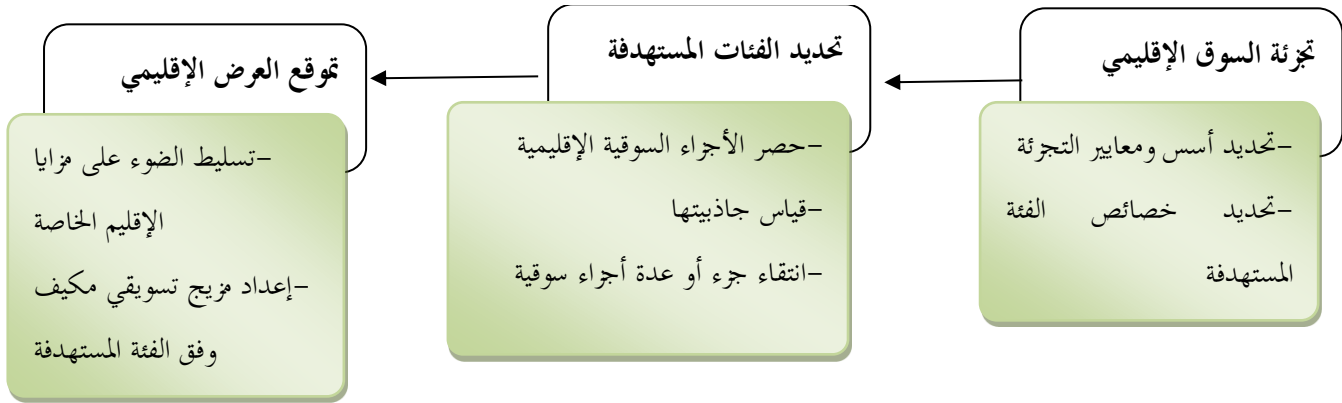 تجزئة السوق الإقليمي
-تحديد أسس ومعايير التجزئة
-تحديد خصائص الفئة
المستهدفة
تحديد الفئات المستهدفة
-حصر الأجزاء السوقية الإقليمية
-قياس جاذبيتها
-انتقاء جزء أو عدة أجزاء سوقية
تموقع العرض الإقليمي
-تسليط الضوء على مزايا
الإقليم الخاصة
-إعداد مزيج تسويقي مكيف
وفق الفئة المستهدفة